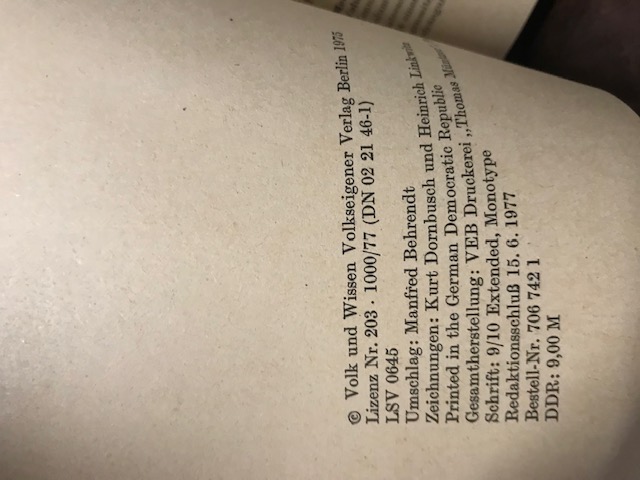 © Volk und Wissen Volkseigener Verlag Berlin 1975
Lizenz Nr. 203 · 1000/77 (DN 02 21 46-1)
LSV 0645
Umschlag: Manfred Behrendt
Zeichnungen: Kurt Dornbusch und Heinrich Linkwitz
Printed in the German Democratic Republic
Gesamtherstellung: VEB Druckerei „Thomas
Schrift: 9/10 Extended, Monotype
Redaktionsschluß 15. 6. 1977
Bestell-Nr. 706 742 1
DDR: 9,00 M